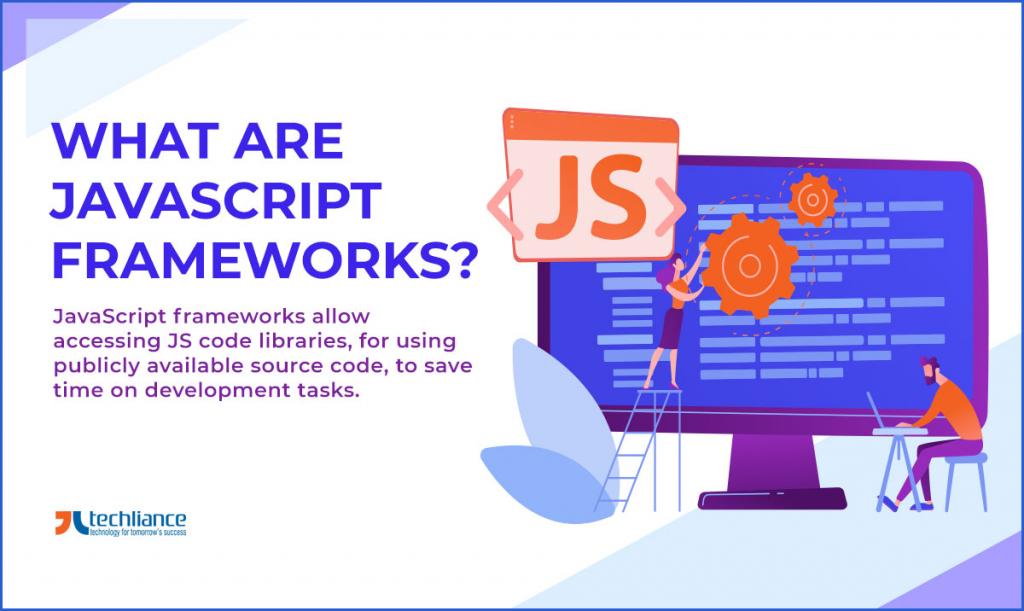 WHAT ARE
JAVASCRIPT
FRAMEWORKS?
JavaScript frameworks allow
accessing JS code libraries, for using
publicly available source code, to save
time on development tasks.
JS
techliance
technology for tomorrow's success